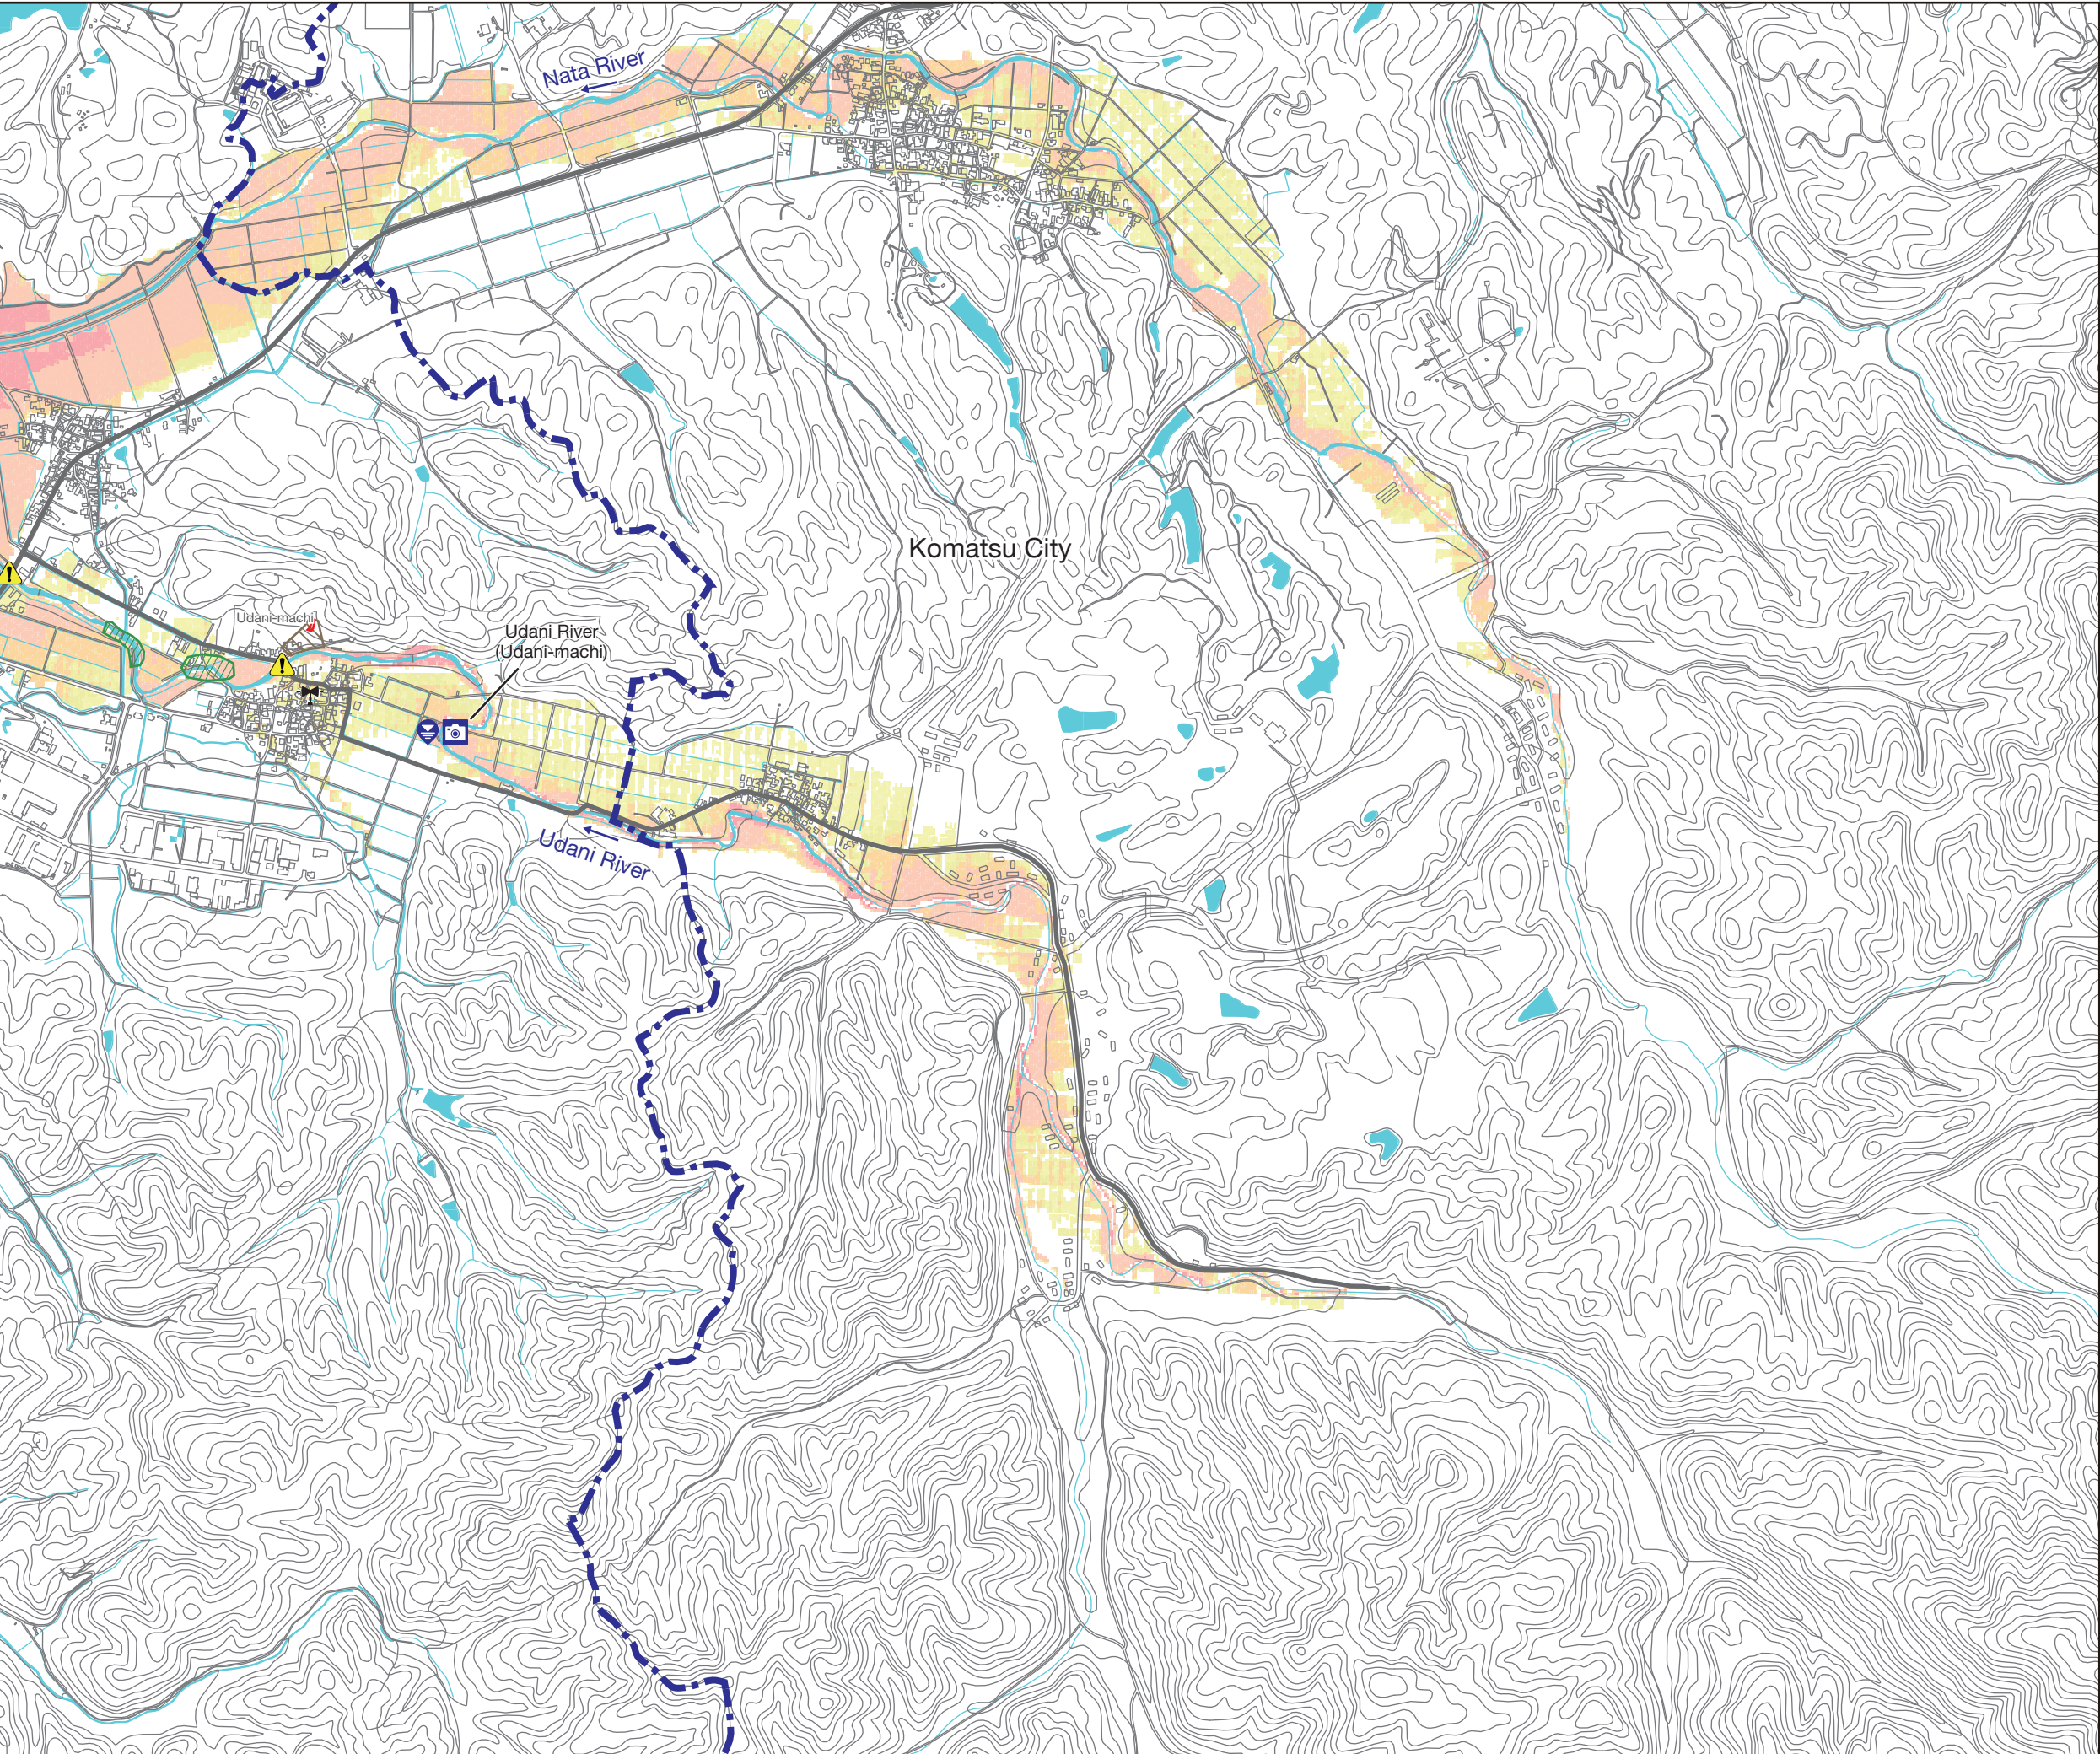 Nata River
Komatsu City
Udani-machi
Udani River
(Udani-machi)
Udani River